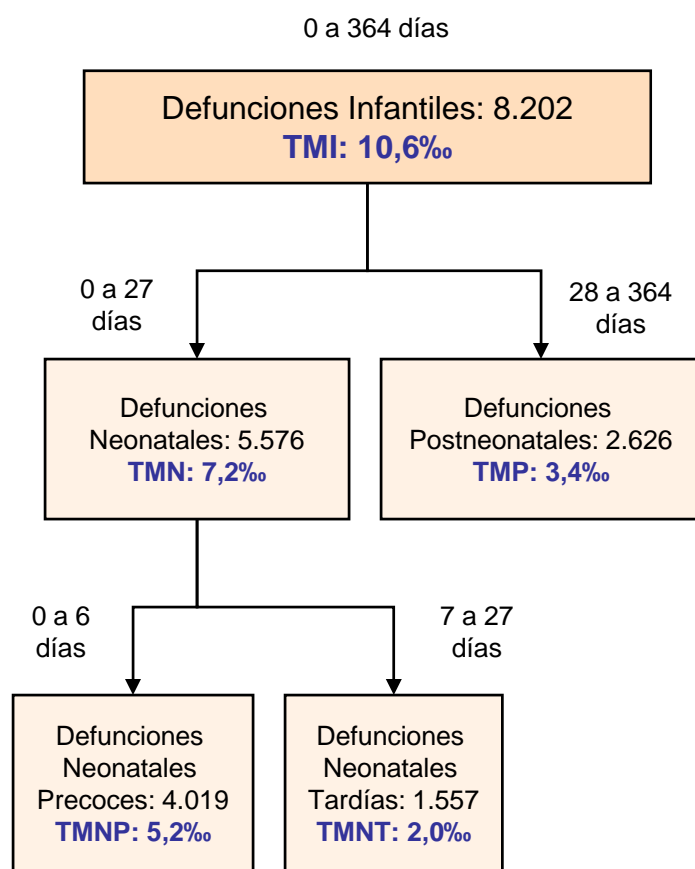 0 a 364 días
Defunciones Infantiles: 8.202
TMI: 10,6‰
0 a 27
días
28 a 364
días
Defunciones
Neonatales: 5.576
TMN: 7,2‰
Defunciones
Postneonatales: 2.626
TMP: 3,4‰
0 a 6
días
7 a 27
días
Defunciones
Neonatales
Precoces: 4.019
TMNP: 5,2‰
Defunciones
Neonatales
Tardías: 1.557
TMNT: 2,0‰